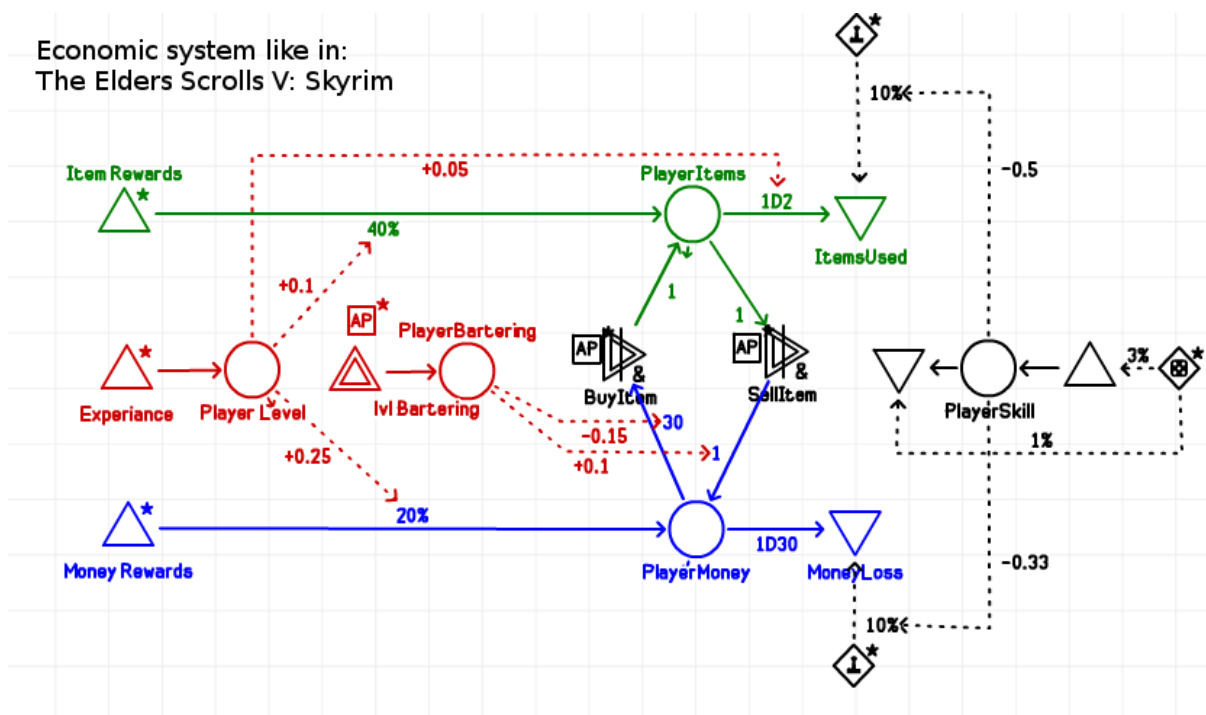 Economic system like in:
The Elders Scrolls V: Skyrim
10%
+0.05
-0.5
Item Rewards
PlayerItems
1D2
40%
ItemsUsed
+0.1
1
1
AP
PlayerBartering
AP
AP
&
&
3%
Experiance
Player Level
lvl Bartering
BuyItem
SellItem
PlayerSkill
30
-0.15
1%
+0.25
+0.1
1
20%
1D30
Money Rewards
PlayerMoney
MoneyLoss
-0.33
10%